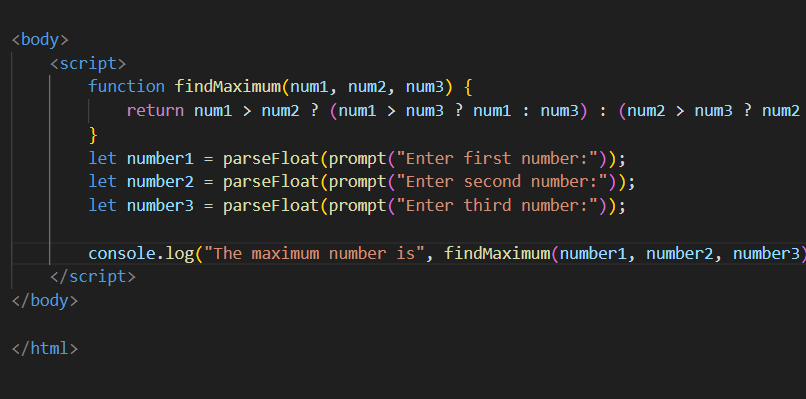 <body>
<script>
function findMaximum(num1, num2, num3) {
return num1 > num2 ? (num1 > num3 ? num1 : num3) : (num2 > num3 ? num2
}
let number1 = parseFloat(prompt("Enter first number:"));
let number2 = parseFloat(prompt("Enter second number:"));
let number3 = parseFloat(prompt("Enter third number:"));
console.log("The maximum number is", findMaximum(number1, number2, number3)
</script>
</body>
</html>